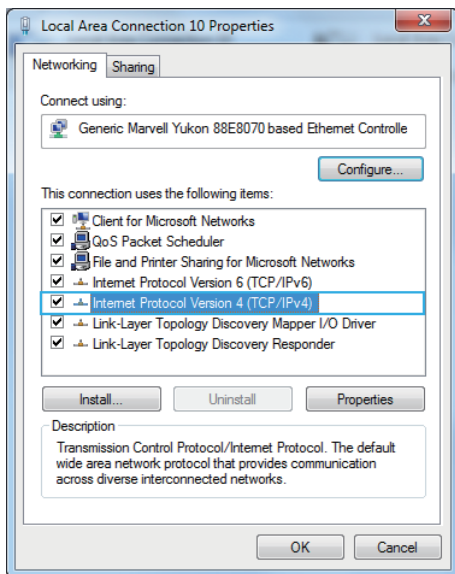 Local Area Connection 10 Properties
Networking
Sharing
Connect using:
Generic Marvell Yukon 88E8070 based Ethernet Controlle
Configure...
This connection uses the following items:
Client for Microsoft Networks
QoS Packet Scheduler
File and Printer Sharing for Microsoft Networks
Internet Protocol Version 6 (TCP/IPv6)
Internet Protocol Version 4 (TCP/IPv4)
Link-Layer Topology Discovery Mapper I/O Driver
Link-Layer Topology Discovery Responder
Install...
Uninstall
Properties
Description
Transmission Control Protocol/Internet Protocol. The default
wide area network protocol that provides communication
across diverse interconnected networks.
OK
Cancel